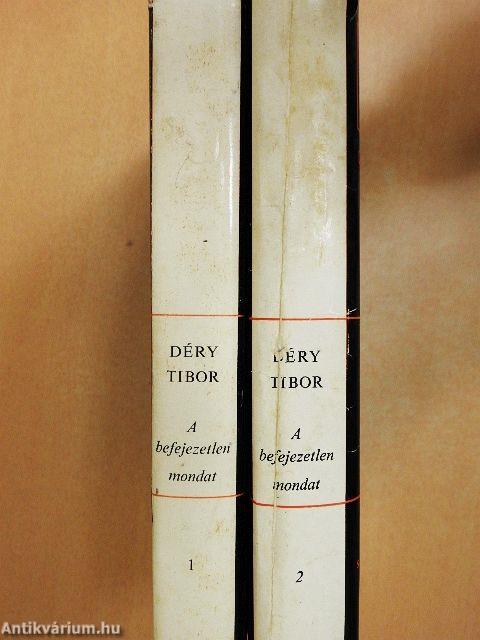 DÉRY
TIBOR
A
befejezetlen
mondat
1
DÉRY
TIBOR
A
befejezetlen
mondat
2
Antikvárium.hu